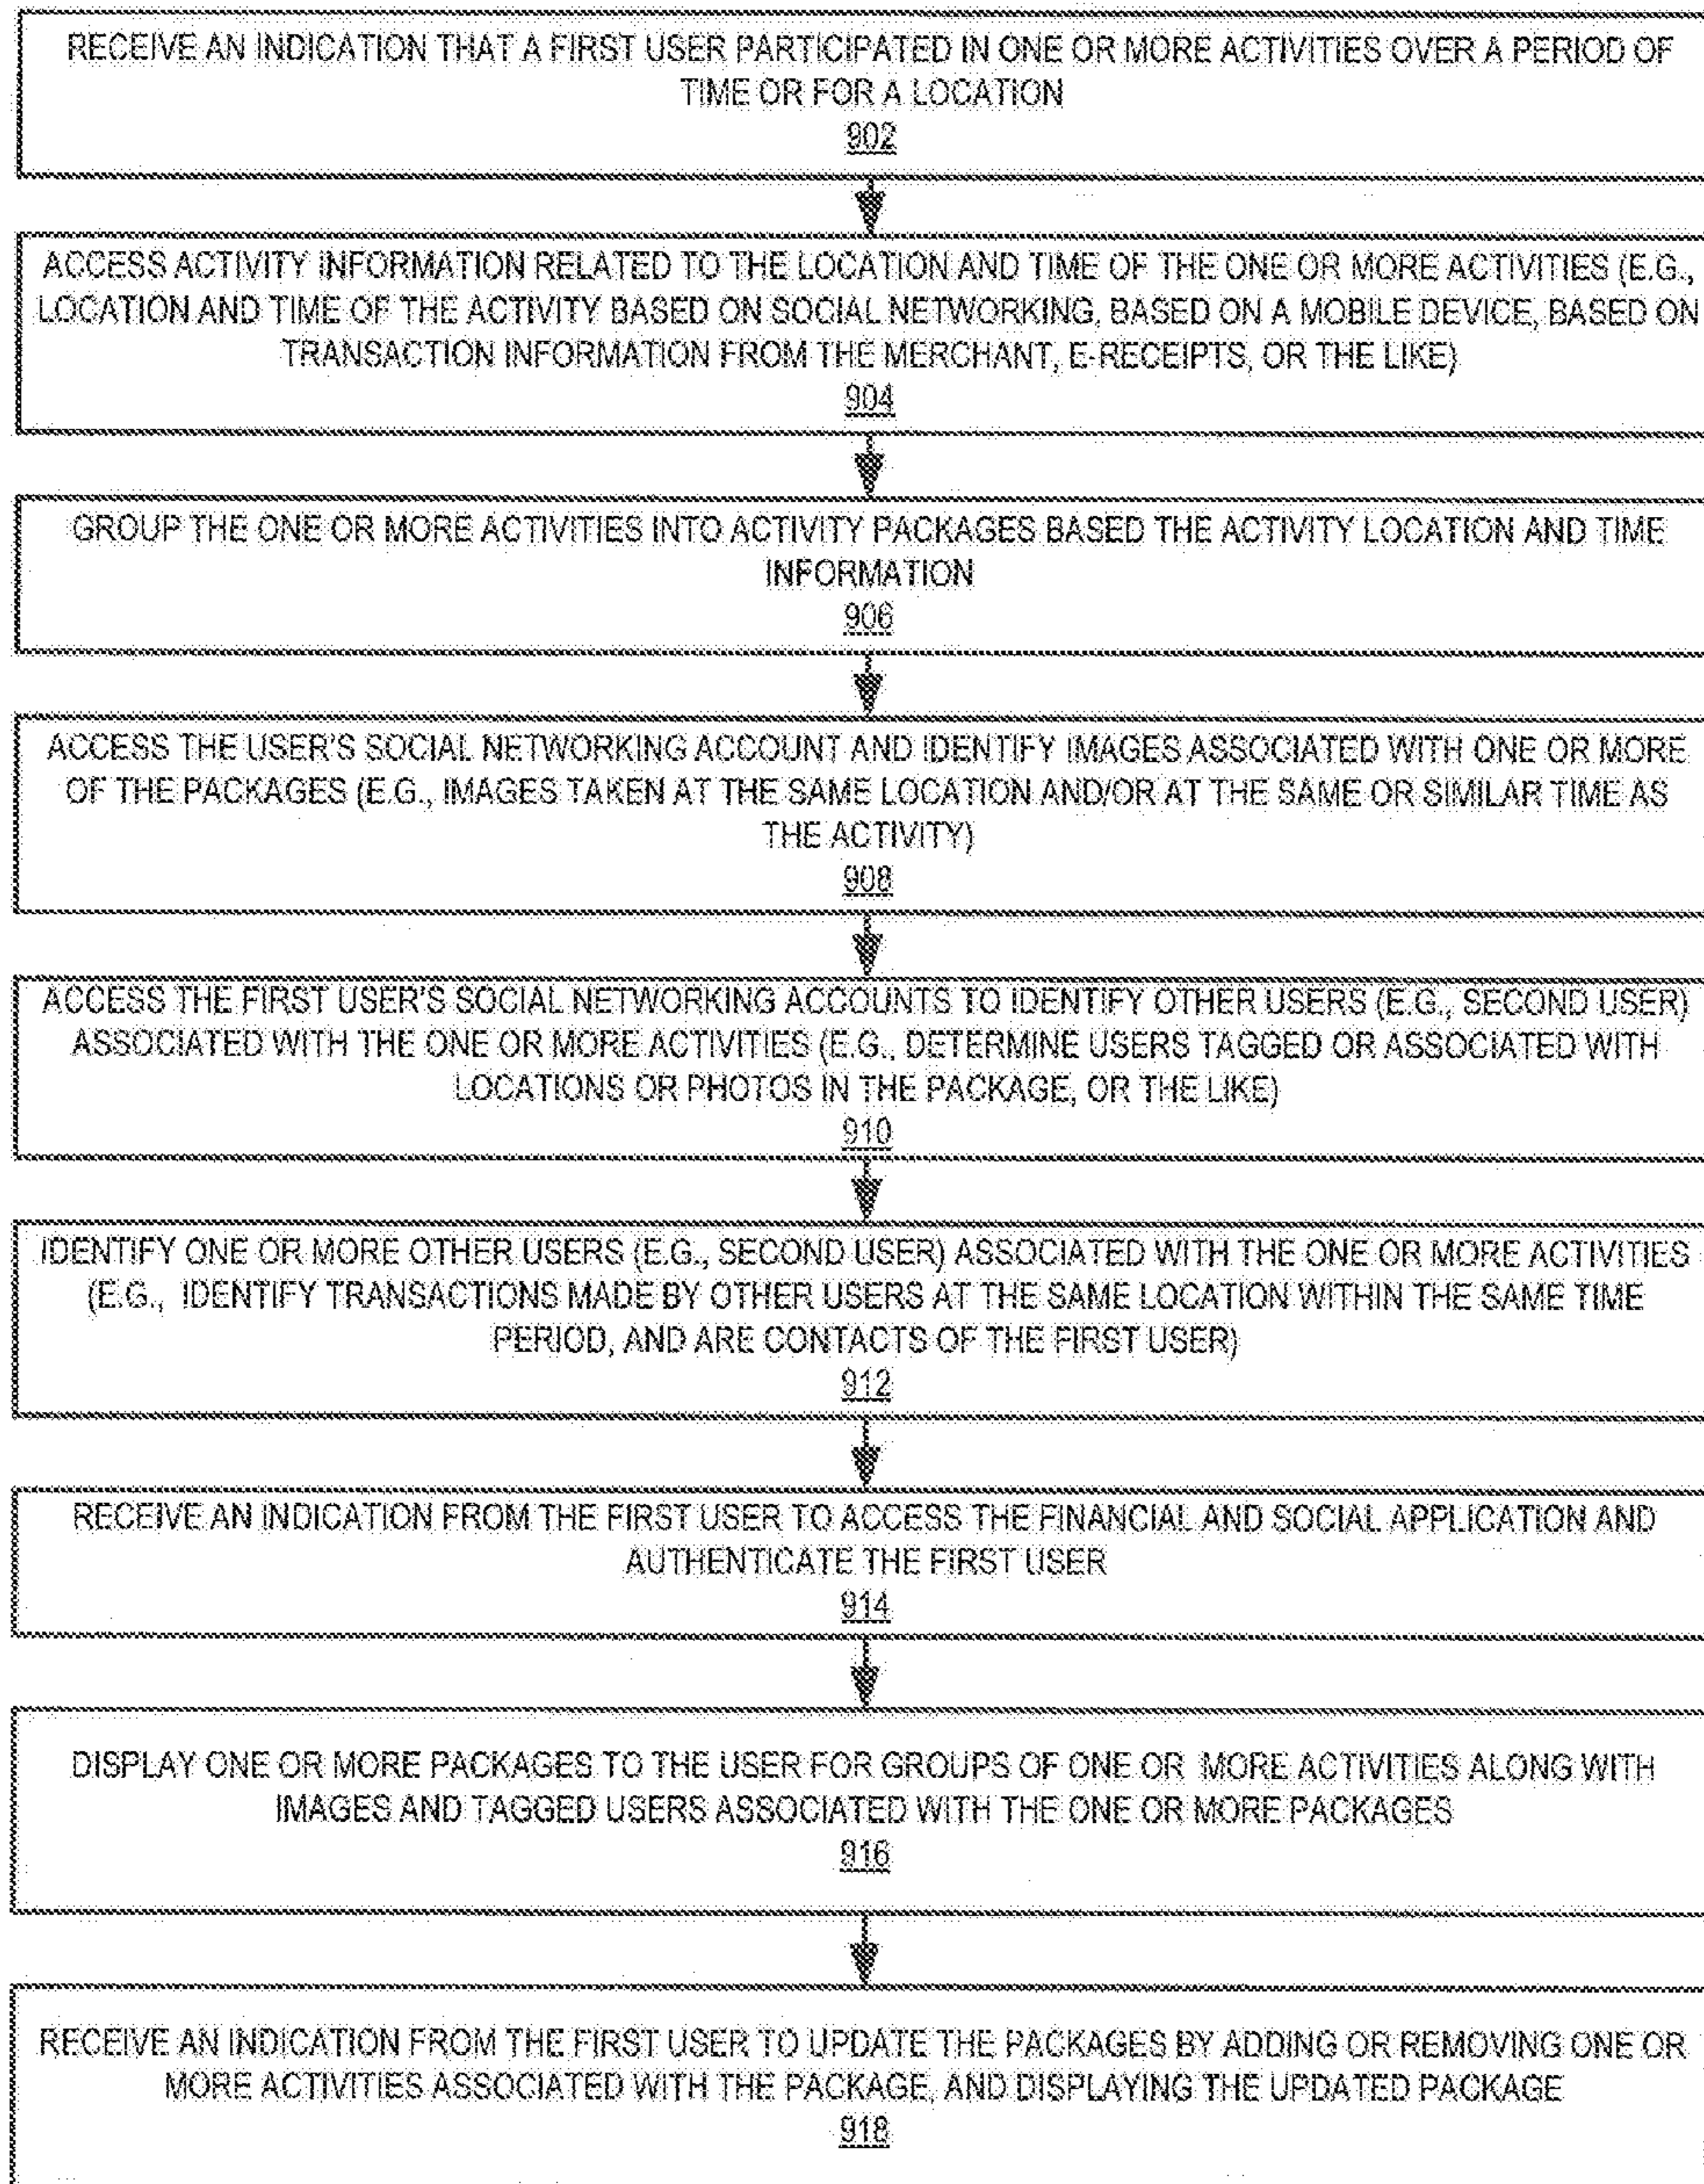 RECEIVE AN INDICATION THAT A FIRST USER PARTICIPATED IN ONE OR MORE ACTIVITIES OVER A PERIOD OF
TIME OR FOR A LOCATION
902
ACCESS ACTIVITY INFORMATION RELATED TO THE LOCATION AND TIME OF THE ONE OR MORE ACTIVITIES (E.G.,
LOCATION AND TIME OF THE ACTIVITY BASED ON SOCIAL NETWORKING, BASED ON A MOBILE DEVICE, BASED ON
TRANSACTION INFORMATION FROM THE MERCHANT, E-RECEIPTS, OR THE LIKE)
904
GROUP THE ONE OR MORE ACTIVITIES INTO ACTIVITY PACKAGES BASED THE ACTIVITY LOCATION AND TIME
INFORMATION
906
ACCESS THE USER'S SOCIAL NETWORKING ACCOUNT AND IDENTIFY IMAGES ASSOCIATED WITH ONE OR MORE
OF THE PACKAGES (E.G., IMAGES TAKEN AT THE SAME LOCATION AND/OR AT THE SAME OR SIMILAR TIME AS
THE ACTIVITY)
908
ACCESS THE FIRST USER'S SOCIAL NETWORKING ACCOUNTS TO IDENTIFY OTHER USERS (E.G., SECOND USER)
ASSOCIATED WITH THE ONE OR MORE ACTIVITIES (E.G., DETERMINE USERS TAGGED OR ASSOCIATED WITH
LOCATIONS OR PHOTOS IN THE PACKAGE, OR THE LIKE)
910
IDENTIFY ONE OR MORE OTHER USERS (E.G., SECOND USER) ASSOCIATED WITH THE ONE OR MORE ACTIVITIES
(E.G., IDENTIFY TRANSACTIONS MADE BY OTHER USERS AT THE SAME LOCATION WITHIN THE SAME TIME
PERIOD, AND ARE CONTACTS OF THE FIRST USER)
912
RECEIVE AN INDICATION FROM THE FIRST USER TO ACCESS THE FINANCIAL AND SOCIAL APPLICATION AND
AUTHENTICATE THE FIRST USER
914
DISPLAY ONE OR MORE PACKAGES TO THE USER FOR GROUPS OF ONE OR MORE ACTIVITIES ALONG WITH
IMAGES AND TAGGED USERS ASSOCIATED WITH THE ONE OR MORE PACKAGES
916
RECEIVE AN INDICATION FROM THE FIRST USER TO UPDATE THE PACKAGES BY ADDING OR REMOVING ONE OR
MORE ACTIVITIES ASSOCIATED WITH THE PACKAGE, AND DISPLAYING THE UPDATED PACKAGE
918